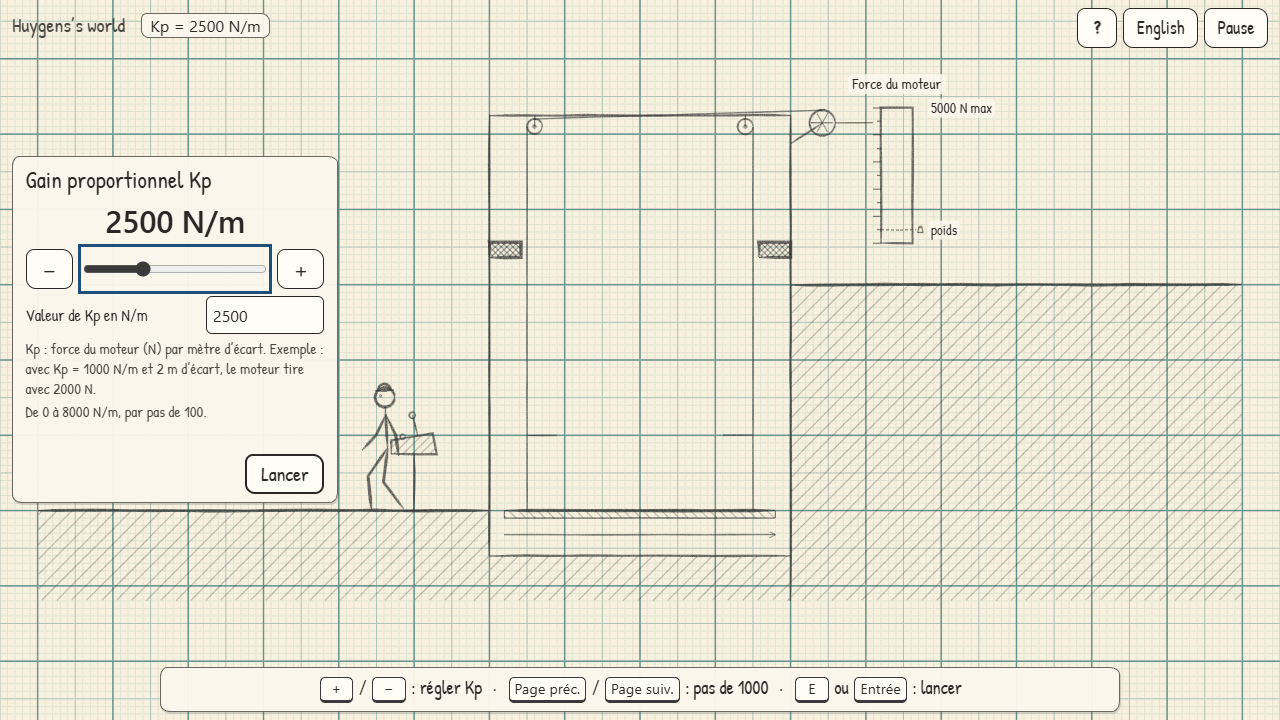 Huygens's world
Kp = 2500 N/m
?
English
Pause
Force du moteur
5000 N max
poids
Gain proportionnel Kp
2500 N/m
−
+
Valeur de Kp en N/m
2500
Kp : force du moteur (N) par mètre d'écart. Exemple :
avec Kp = 1000 N/m et 2 m d'écart, le moteur tire
avec 2000 N.
De 0 à 8000 N/m, par pas de 100.
Lancer
+ / − : régler Kp · Page préc. / Page suiv. : pas de 1000 · E ou Entrée : lancer